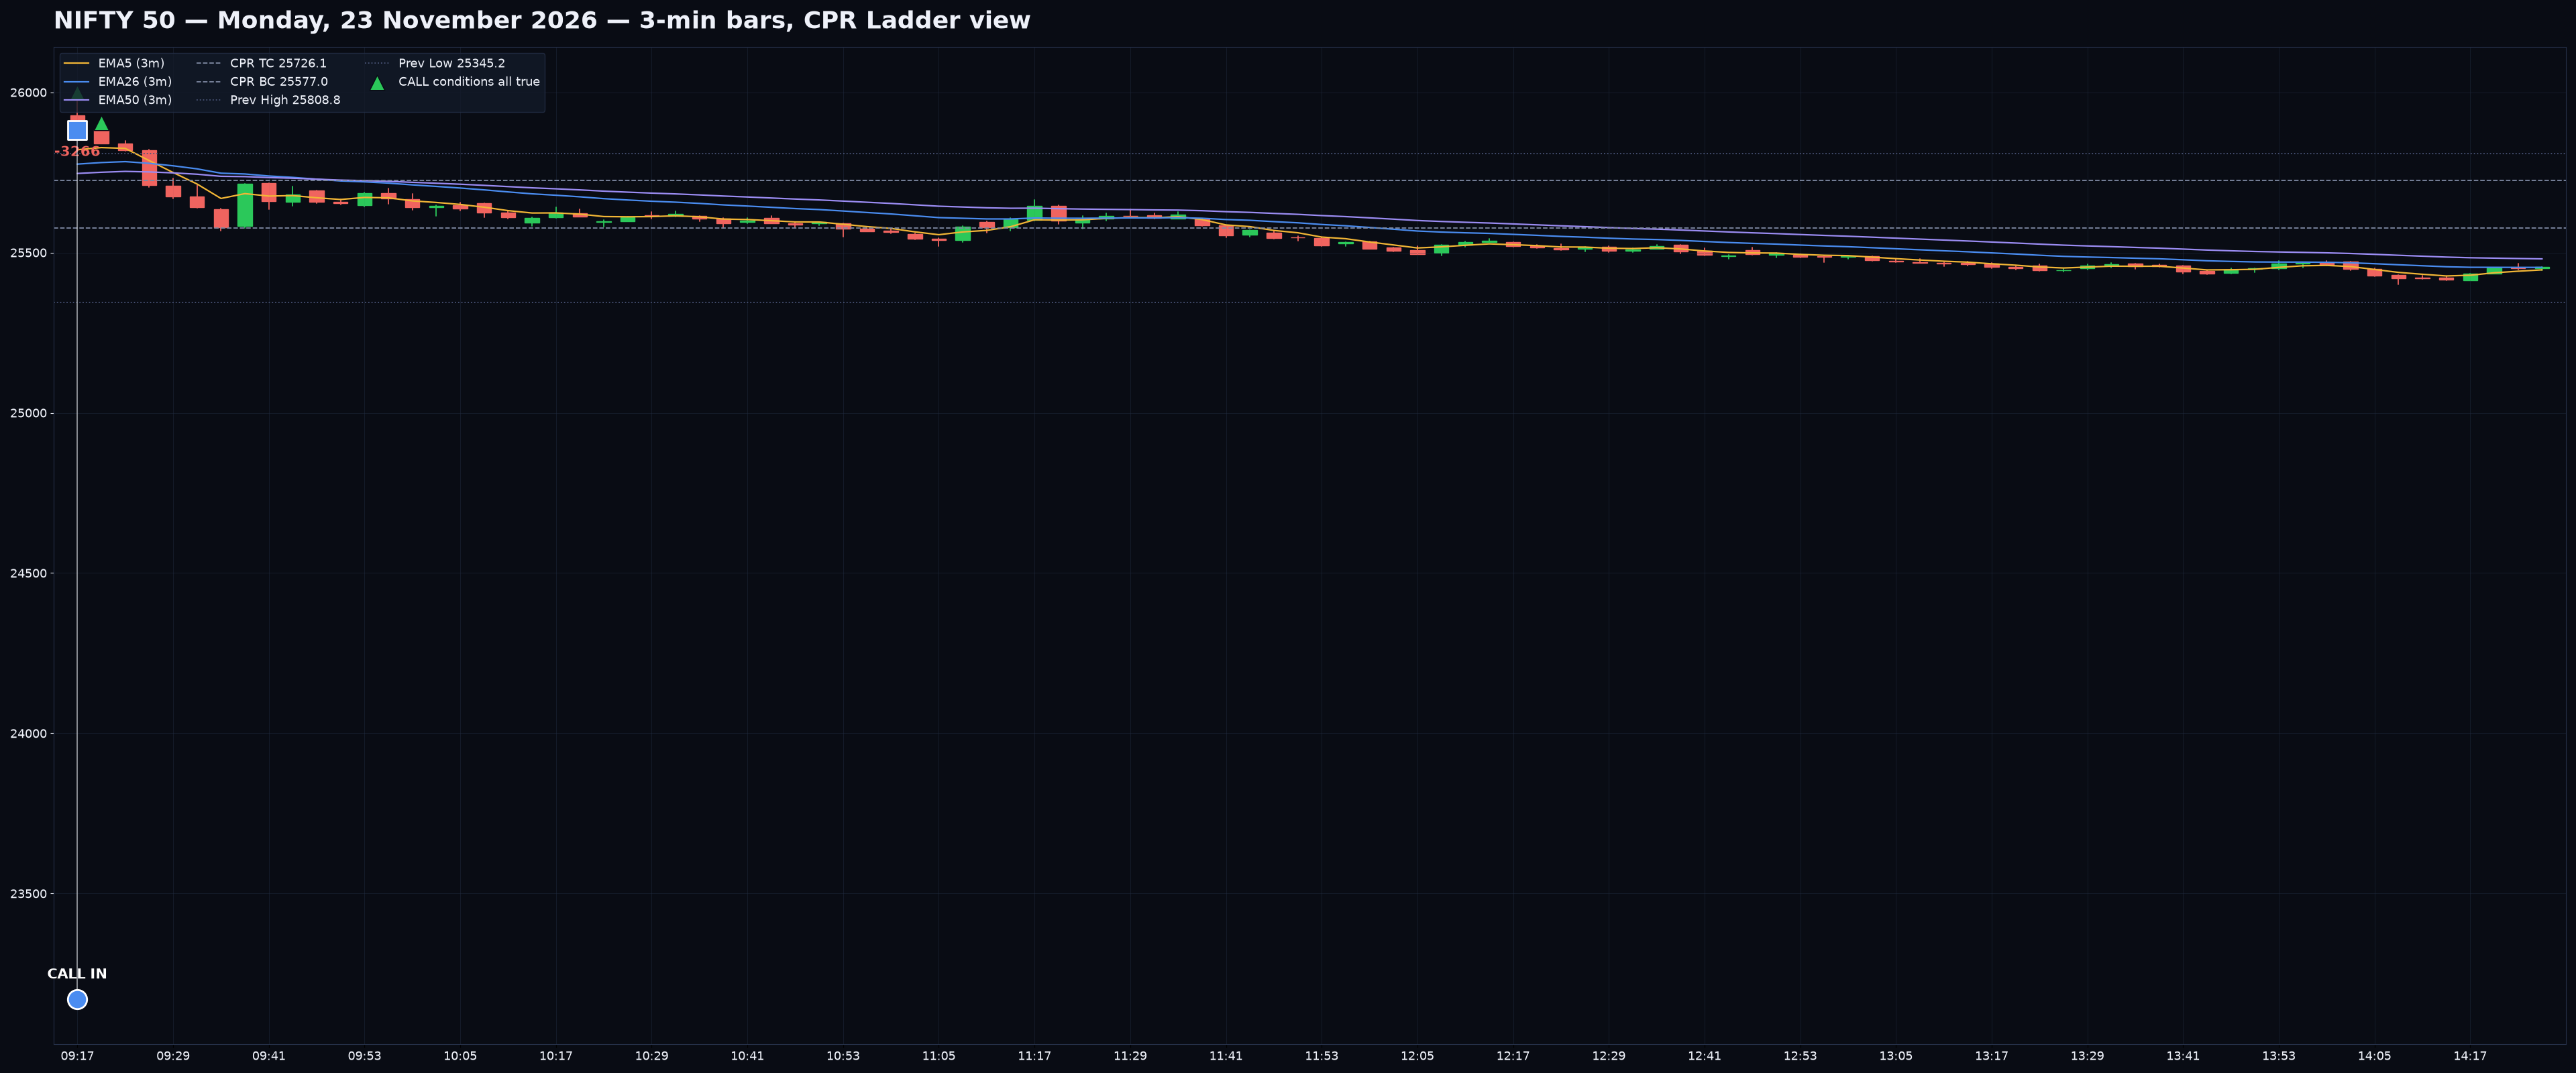 NIFTY 50 — Monday, 23 November 2026 — 3-min bars, CPR Ladder view
EMA5 (3m)
EMA26 (3m)
EMA50 (3m)
CPR TC 25726.1
CPR BC 25577.0
Prev High 25808.8
Prev Low 25345.2
CALL conditions all true
26000
-3266
25500
25000
24500
24000
23500
CALL IN
09:17 09:29 09:41 09:53 10:05 10:17 10:29 10:41 10:53 11:05 11:17 11:29 11:41 11:53 12:05 12:17 12:29 12:41 12:53 13:05 13:17 13:29 13:41 13:53 14:05 14:17